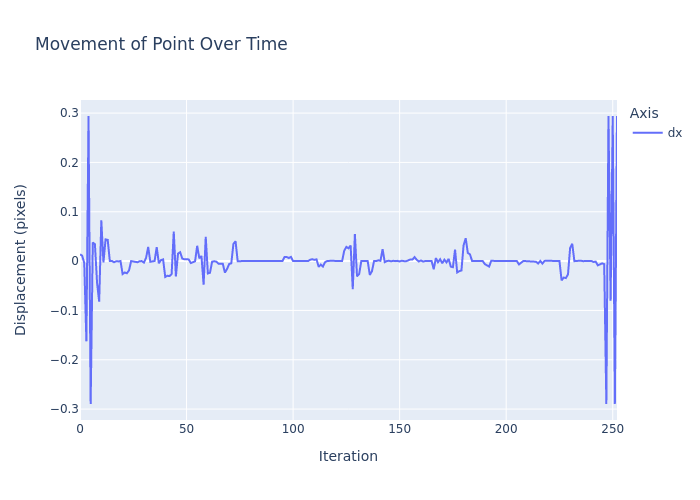 Movement of Point Over Time
Axis
dx
Displacement (pixels)
0.3
0.2
0.1
0
−0.1
−0.2
−0.3
0 50 100 150 200 250
Iteration